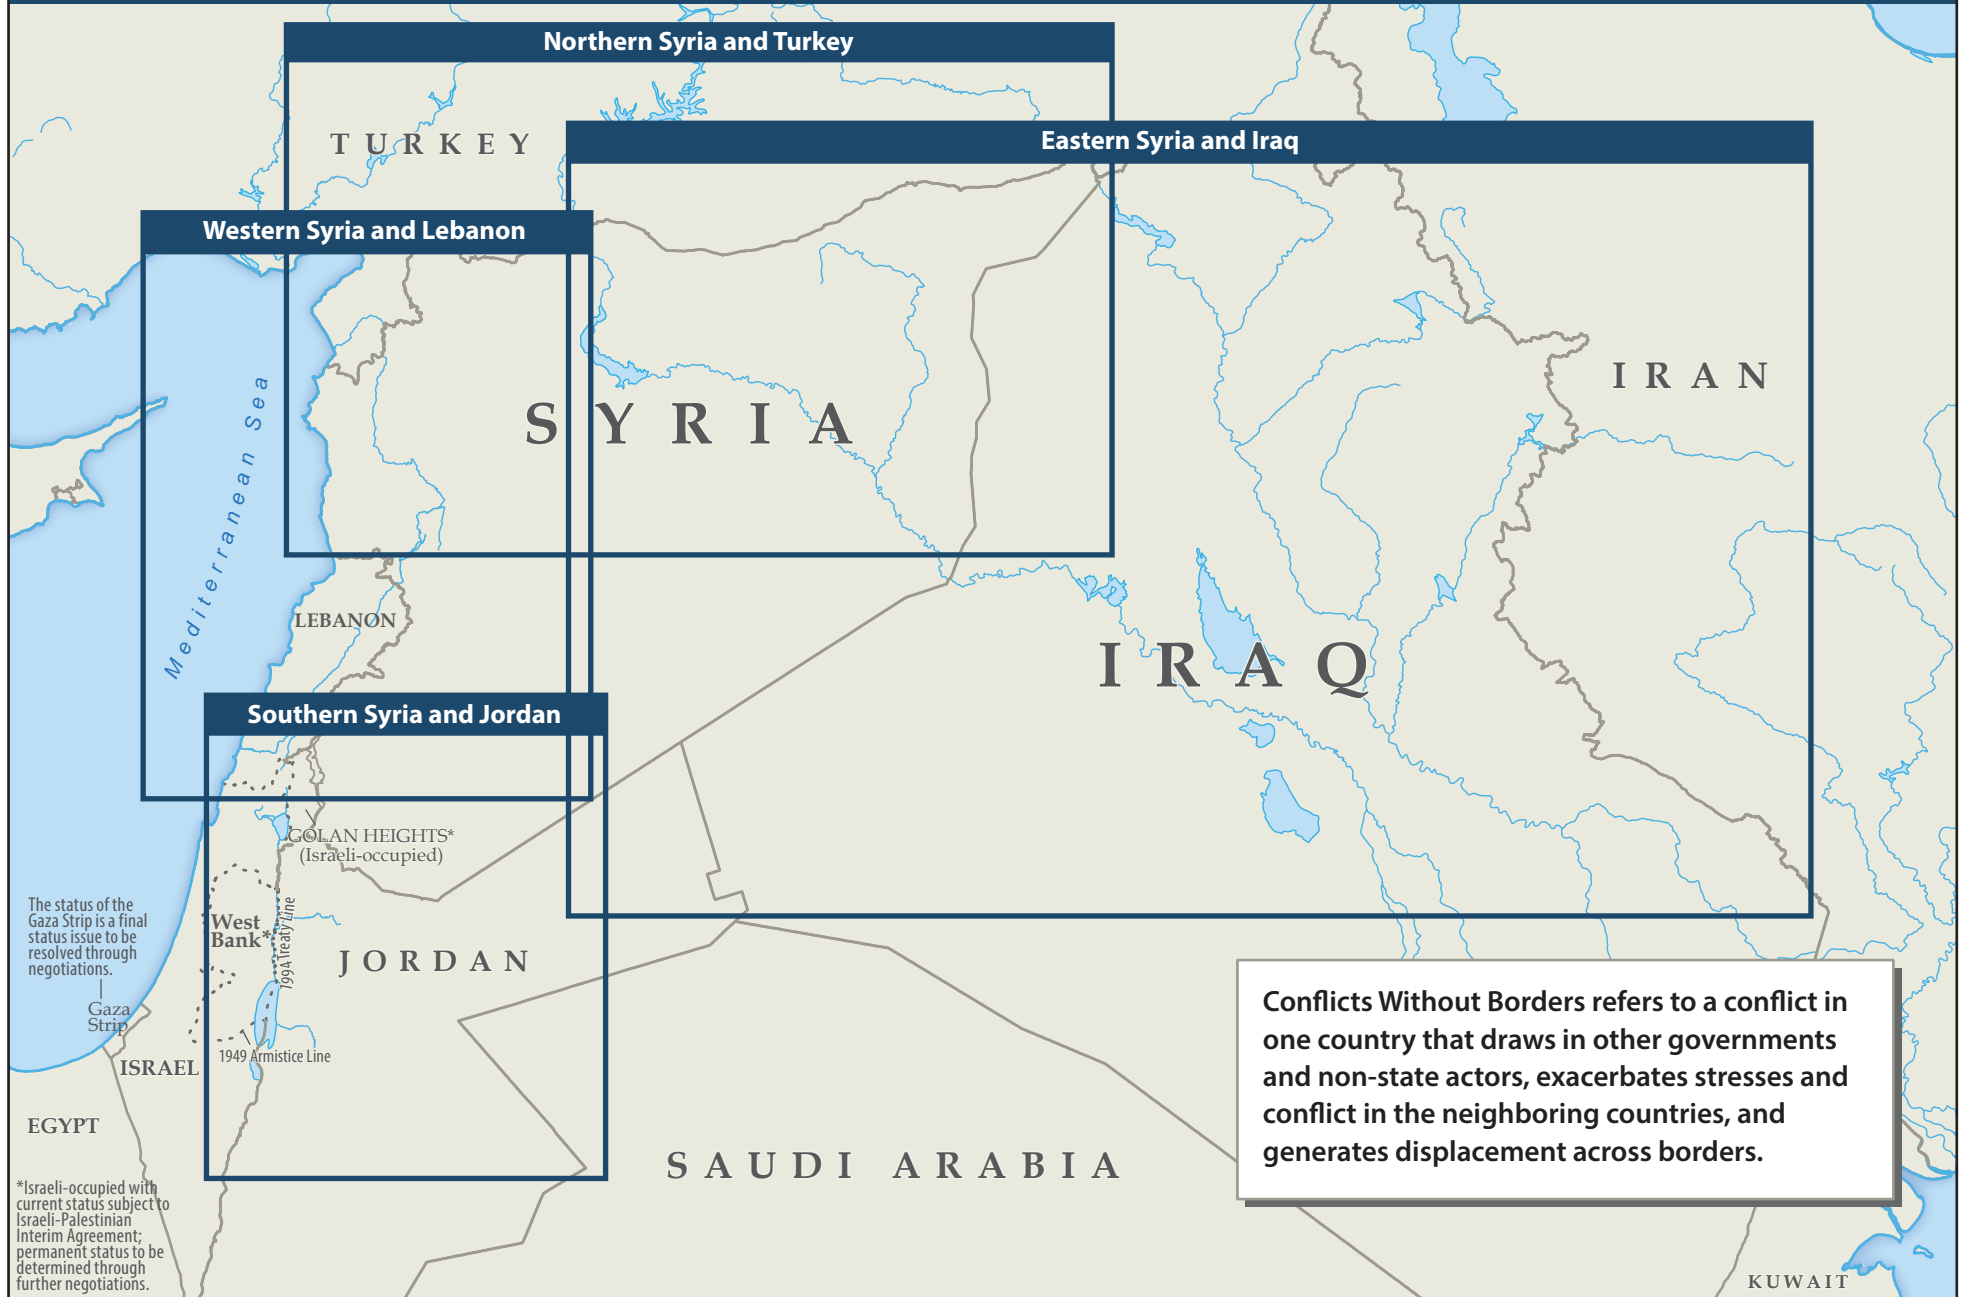 Northern Syria and Turkey
TURKEY
Eastern Syria and Iraq
Western Syria and Lebanon
IRAN
SYRIA
Mediterranean Sea
LEBANON
IRAQ
Southern Syria and Jordan
GOLAN HEIGHTS*
(Israeli-occupied)
The status of the
Gaza Strip is a final
status issue to be
resolved through
negotiations.
Gaza
Strip
West
Bank*
1994 Treaty Line
JORDAN
1949 Armistice Line
ISRAEL
EGYPT
SAUDI ARABIA
Conflicts Without Borders refers to a conflict in
one country that draws in other governments
and non-state actors, exacerbates stresses and
conflict in the neighboring countries, and
generates displacement across borders.
*Israeli-occupied with
current status subject to
Israeli-Palestinian
Interim Agreement;
permanent status to be
determined through
further negotiations.
KUWAIT